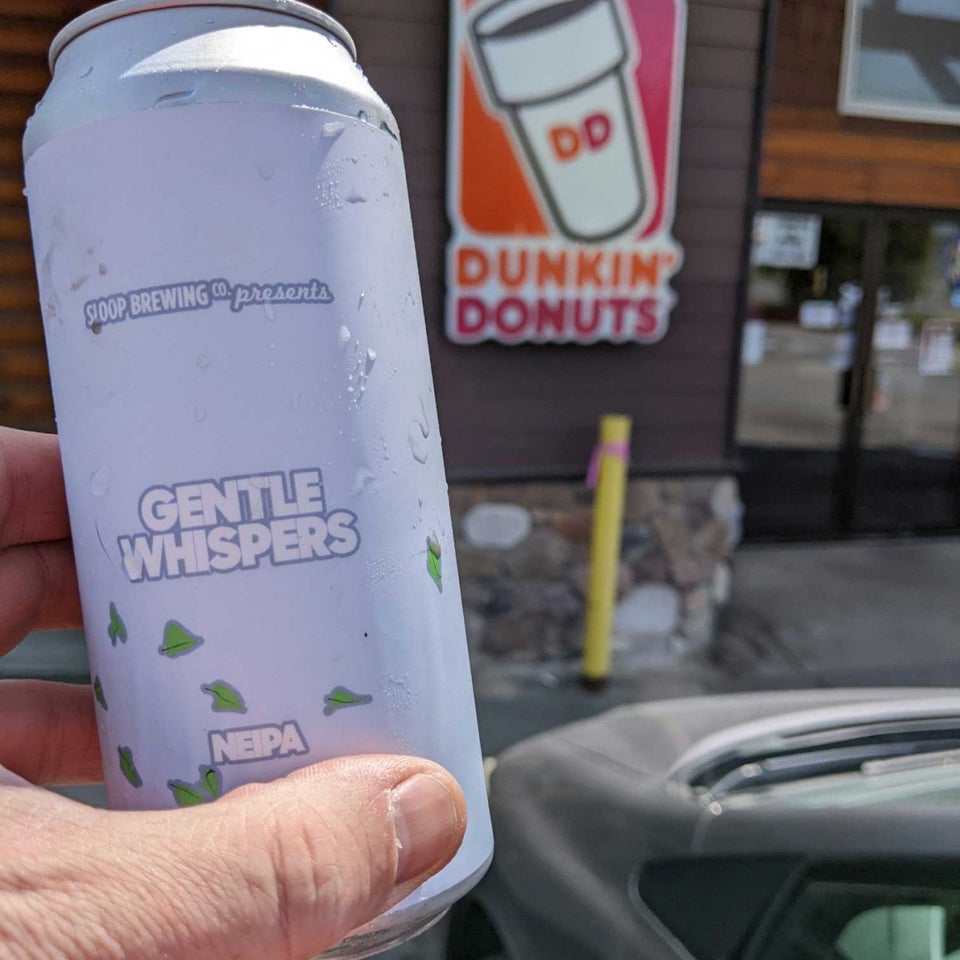 SLOOP BREWING CO. presents
GENTLE
WHISPERS
NEIPA
DD
DUNKIN'
DONUTS